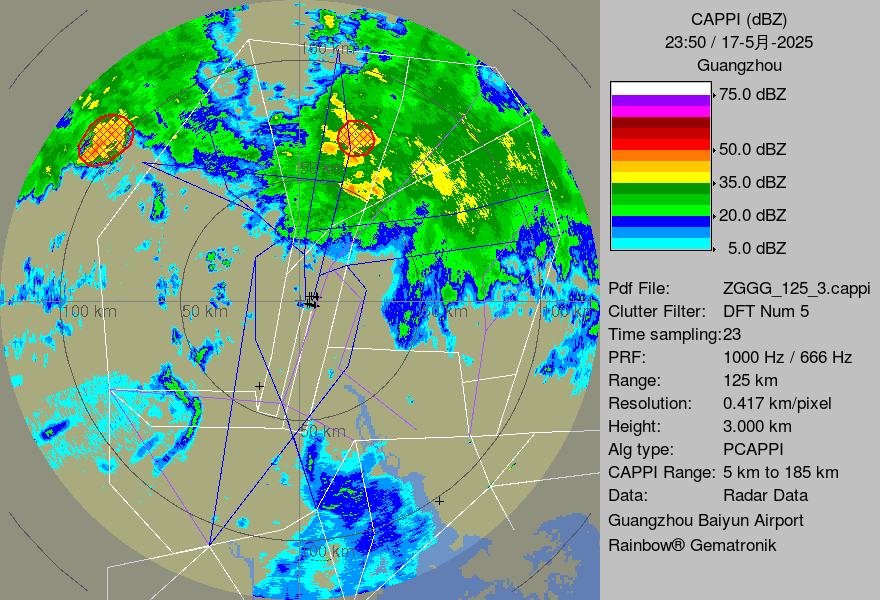 CAPPI (dBZ)
23:50 / 17-5月-2025
Guangzhou
75.0 dBZ
50.0 dBZ
35.0 dBZ
20.0 dBZ
5.0 dBZ
Pdf File: ZGGG_125_3.cappi
Clutter Filter: DFT Num 5
Time sampling:23
PRF: 1000 Hz / 666 Hz
Range: 125 km
Resolution: 0.417 km/pixel
Height: 3.000 km
Alg type: PCAPPI
CAPPI Range: 5 km to 185 km
Data: Radar Data
Guangzhou Baiyun Airport
Rainbow® Gematronik
100 km
50 km
100 km
50 km
50 km
100 km
50 km
100 km